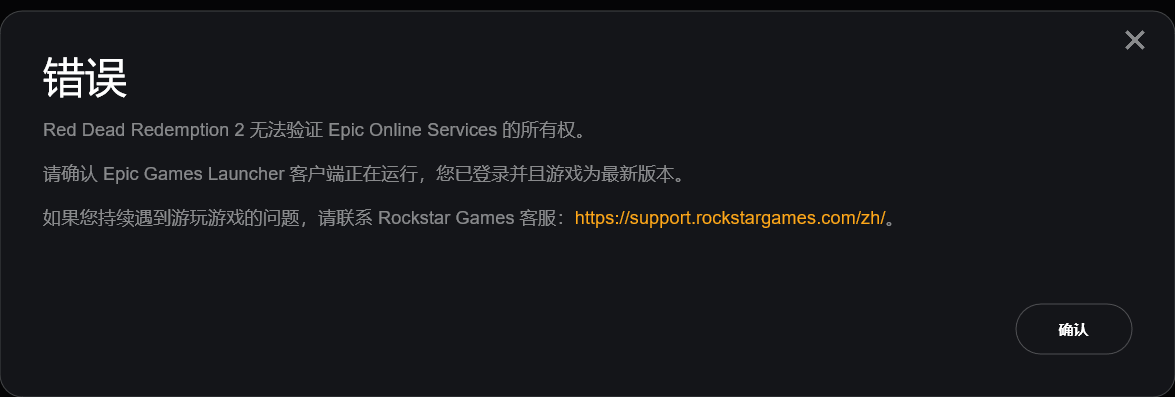 错误
Red Dead Redemption 2 无法验证 Epic Online Services 的所有权。
请确认 Epic Games Launcher 客户端正在运行，您已登录并且游戏为最新版本。
如果您持续遇到游玩游戏的问题，请联系 Rockstar Games 客服：https://support.rockstargames.com/zh/。
确认